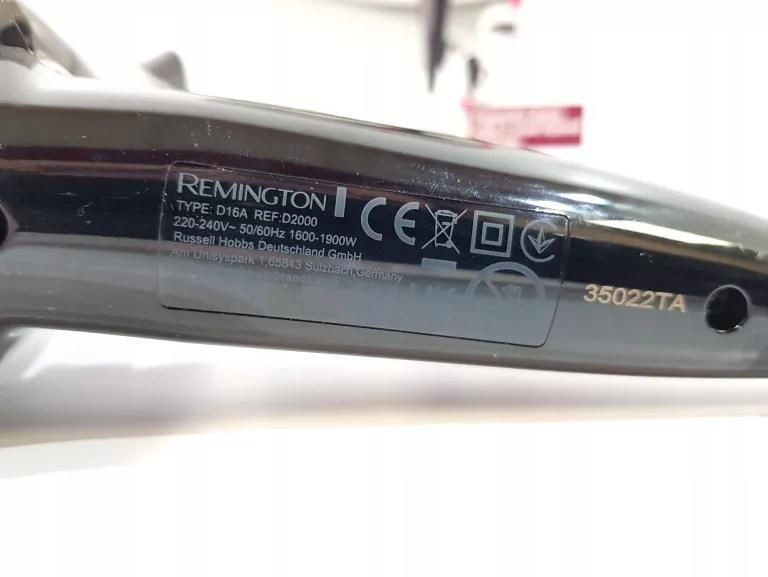 REMINGTON
TYPE: D16A REF:D2000
220-240V~ 50/60Hz 1600-1900W
Russell Hobbs Deutschland GmbH
Am Unisyspark 1,65843 Sulzbach,Germany
CE
35022TA